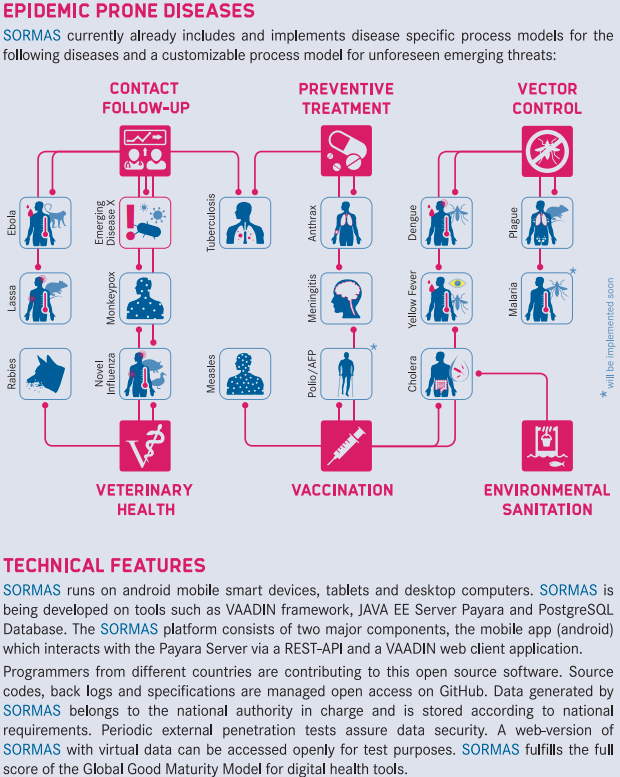 EPIDEMIC PRONE DISEASES
SORMAS currently already includes and implements disease specific process models for the
following diseases and a customizable process model for unforeseen emerging threats:
CONTACT
FOLLOW-UP
PREVENTIVE
TREATMENT
VECTOR
CONTROL
Ebola
Emerging
Disease X
Tuberculosis
Anthrax
Dengue
Plague
Lassa
Monkeypox
Meningitis
Yellow Fever
Malaria
*
Rabies
Novel
Influenza
Measles
Polio/AFP
*
Cholera
* will be implemented soon
V
VETERINARY
HEALTH
VACCINATION
ENVIRONMENTAL
SANITATION
TECHNICAL FEATURES
SORMAS runs on android mobile smart devices, tablets and desktop computers. SORMAS is
being developed on tools such as VAADIN framework, JAVA EE Server Payara and PostgreSQL
Database. The SORMAS platform consists of two major components, the mobile app (android)
which interacts with the Payara Server via a REST-API and a VAADIN web client application.
Programmers from different countries are contributing to this open source software. Source
codes, back logs and specifications are managed open access on GitHub. Data generated by
SORMAS belongs to the national authority in charge and is stored according to national
requirements. Periodic external penetration tests assure data security. A web-version of
SORMAS with virtual data can be accessed openly for test purposes. SORMAS fulfills the full
score of the Global Good Maturity Model for digital health tools.